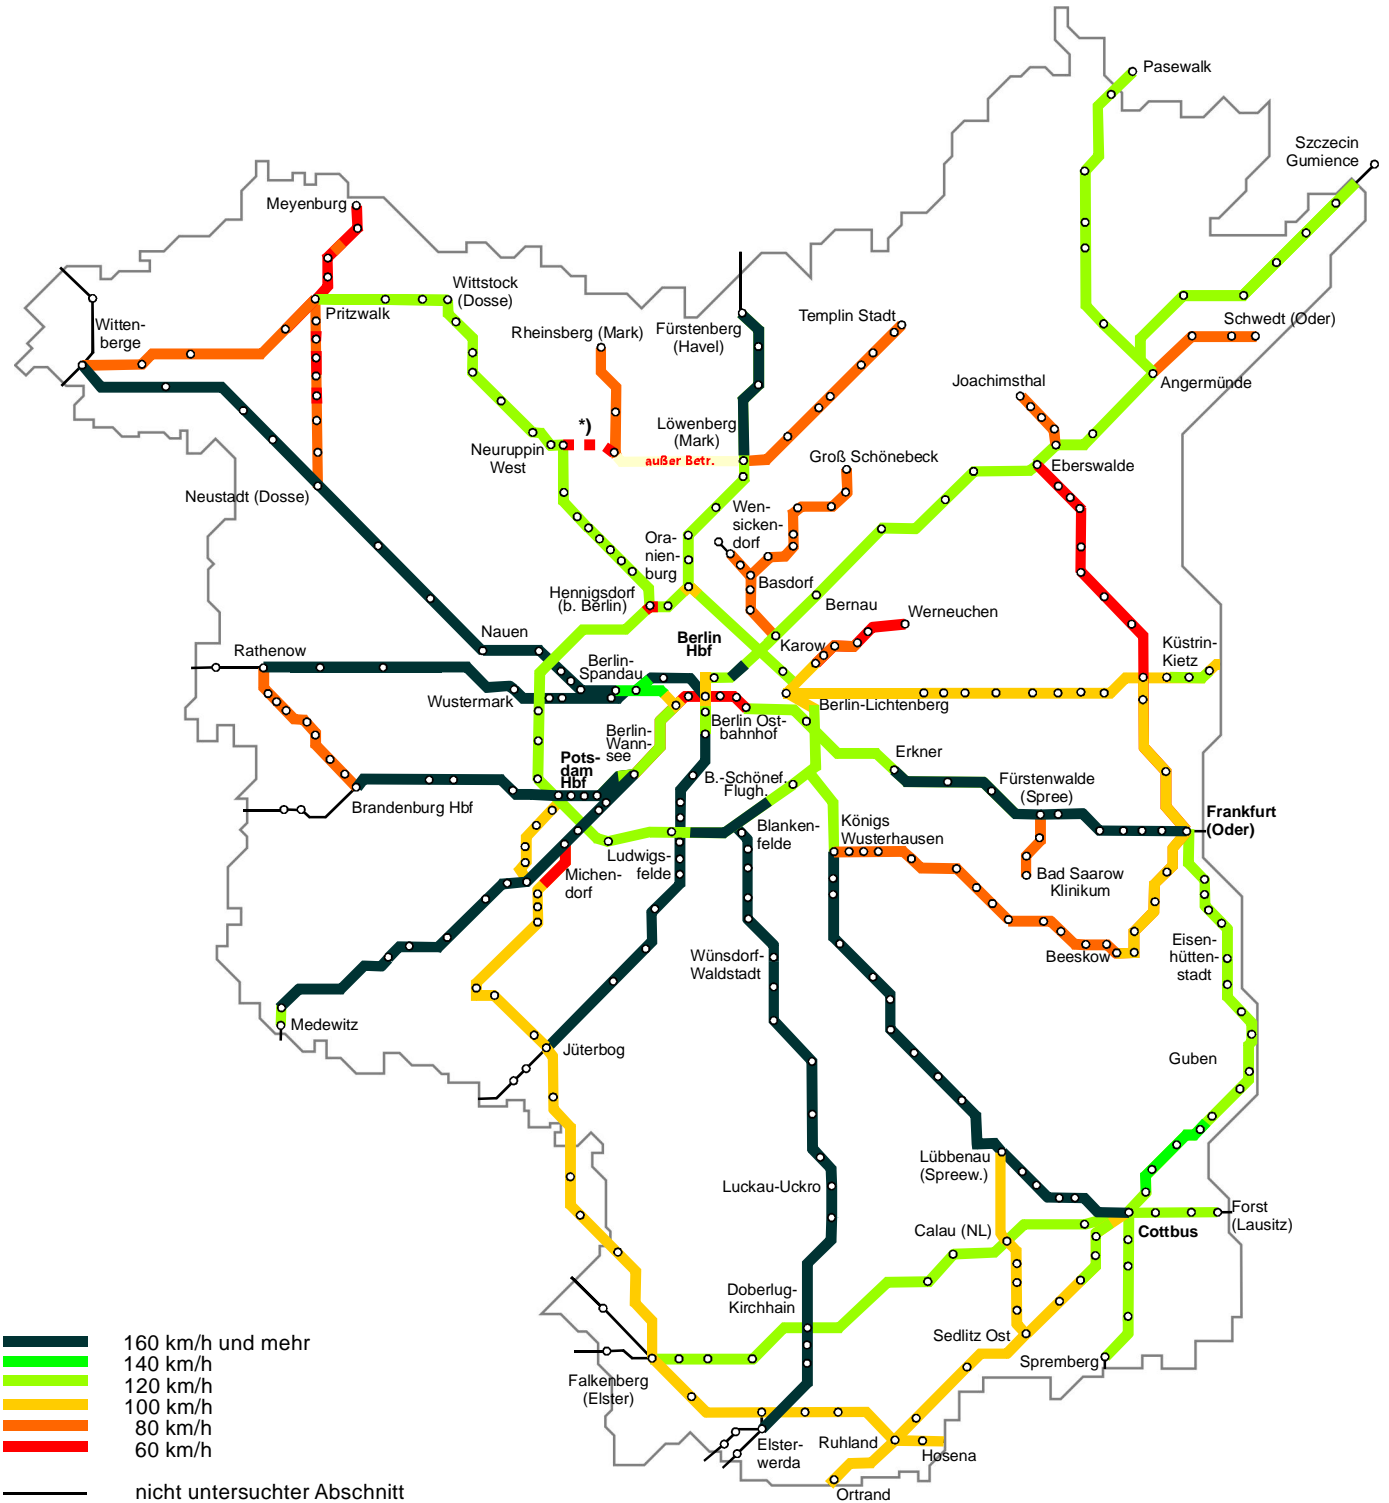 Pasewalk
Szczecin
Gumience
Meyenburg
Wittstock
(Dosse)
Pritzwalk
Witten-
berge
Rheinsberg (Mark)
Fürstenberg
(Havel)
Templin Stadt
Schwedt (Oder)
Joachimsthal
Angermünde
*)
Löwenberg
(Mark)
Neuruppin
West
außer Betr.
Groß Schönebeck
Eberswalde
Neustadt (Dosse)
Wen-
sicken-
dorf
Ora-
nien-
burg
Basdorf
Hennigsdorf
(b. Berlin)
Bernau
Werneuchen
Nauen
Berlin
Hbf
Karow
Küstrin-
Kietz
Rathenow
Berlin-
Spandau
Wustermark
Berlin-Lichtenberg
Berlin Ost-
bahnhof
Berlin-
Wann-
see
Erkner
Pots-
dam
Hbf
B.-Schönef.
Flugh.
Fürstenwalde
(Spree)
Brandenburg Hbf
Frankfurt
(Oder)
Blanken-
felde
Königs
Wusterhausen
Ludwigs-
felde
Michen-
dorf
Bad Saarow
Klinikum
Eisen-
hütten-
stadt
Beeskow
Wünsdorf-
Waldstadt
Medewitz
Jüterbog
Guben
Lübbenau
(Spreew.)
Luckau-Uckro
Forst
(Lausitz)
Calau (NL)
Cottbus
Doberlug-
Kirchhain
Sedlitz Ost
Spremberg
Falkenberg
(Elster)
Elster-
werda
Ruhland
Hosena
Ortrand
160 km/h und mehr
140 km/h
120 km/h
100 km/h
80 km/h
60 km/h
nicht untersuchter Abschnitt